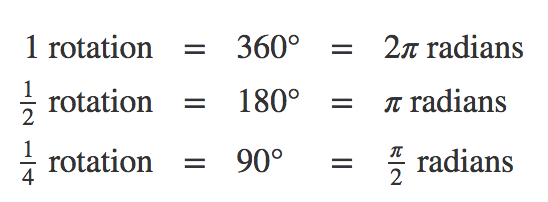 1 rotation = 360° = 2π radians
1/2 rotation = 180° = π radians
1/4 rotation = 90° = π/2 radians